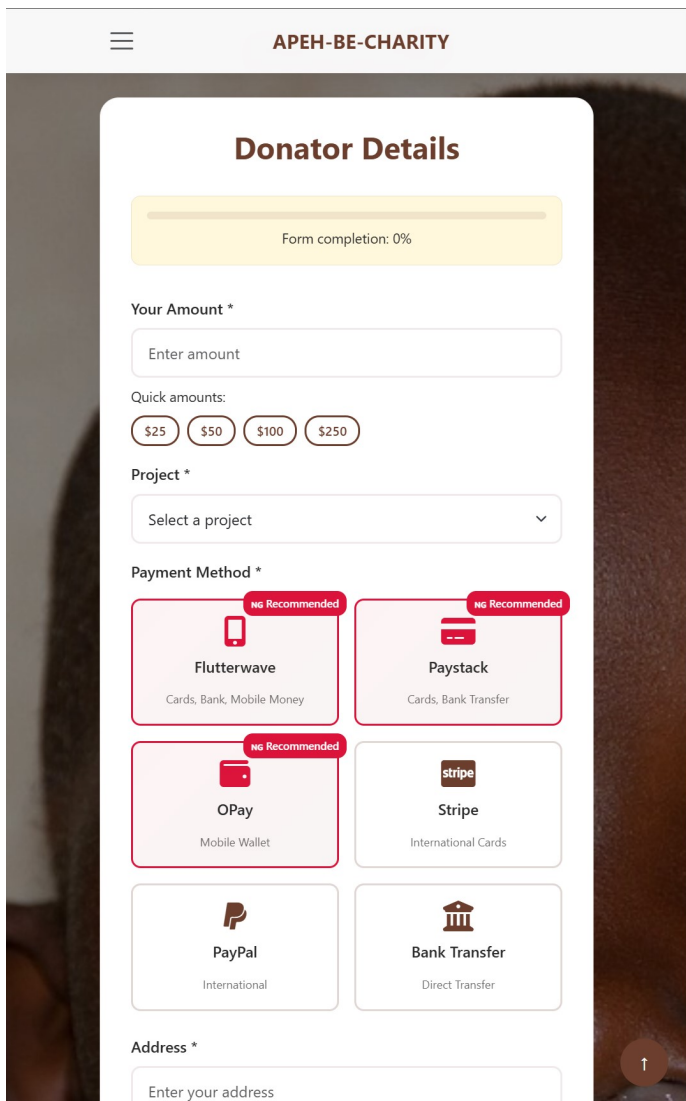 APEH-BE-CHARITY
Donator Details
Form completion: 0%
Your Amount *
Enter amount
Quick amounts:
$25 $50 $100 $250
Project *
Select a project
Payment Method *
NG Recommended
Flutterwave
Cards, Bank, Mobile Money
NG Recommended
Paystack
Cards, Bank Transfer
NG Recommended
OPay
Mobile Wallet
stripe
Stripe
International Cards
PayPal
International
Bank Transfer
Direct Transfer
Address *
Enter your address
↑